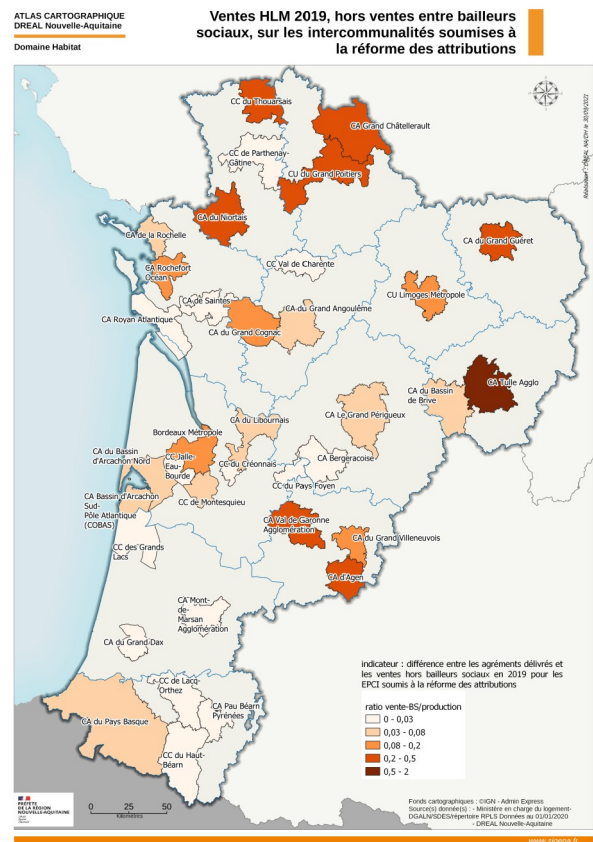 ATLAS CARTOGRAPHIQUE
DREAL Nouvelle-Aquitaine
Domaine Habitat
Ventes HLM 2019, hors ventes entre bailleurs
sociaux, sur les intercommunalités soumises à
la réforme des attributions
CC du Thouarsais
CA Grand Châtellerault
CC de Parthenay-
Gâtine
CU du Grand Poitiers
CA du Niortais
CA de la Rochelle
CA du Grand Guéret
CA Rochefort
Océan
CC Val de Charente
CU Limoges Métropole
CA de Saintes
CA du Grand Angoulême
CA Royan Atlantique
CA du Grand Cognac
CA Tulle Agglo
CA du Bassin
de Brive
CA Le Grand Périgueux
CA du Libournais
Bordeaux Métropole
CA du Bassin
d'Arcachon Nord
CC Jalle-
Eau-
Bourde
CC du Créonnais
CA Bergeracoise
CC du Pays Foyen
CA Bassin d'Arcachon
Sud-
Pôle Atlantique
(COBAS)
CC de Montesquieu
CA Val de Garonne
Agglomération
CA du Grand Villeneuvois
CC des Grands
Lacs
CA d'Agen
CA Mont-
de-
Marsan
Agglomération
CA du Grand-Dax
CC de Lacq-
Orthez
CA Pau Béarn
Pyrénées
CA du Pays Basque
CC du Haut-
Béarn
indicateur : différence entre les agréments délivrés et
les ventes hors bailleurs sociaux en 2019 pour les
EPCI soumis à la réforme des attributions
ratio vente-BS/production
0 - 0,03
0,03 - 0,08
0,08 - 0,2
0,2 - 0,5
0,5 - 2
PRÉFÈTE
DE LA RÉGION
NOUVELLE-AQUITAINE
0 25 50
Kilomètres
Fonds cartographiques : ©IGN - Admin Express
Source(s) donnée(s) : - Ministère en charge du logement-
DGALN/SDES/répertoire RPLS Données au 01/01/2020
- DREAL Nouvelle-Aquitaine